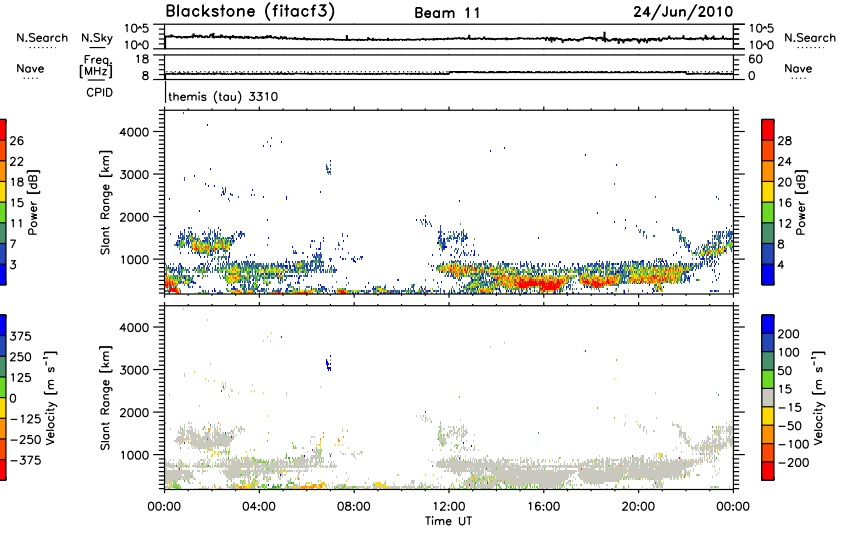 Blackstone (fitacf3) Beam 11 24/Jun/2010
N.Search N.Sky 10^5 10^0 10^5 10^0 N.Search
Nave Freq. [MHz] 18 8 60 0 Nave
CPID themis (tau) 3310
26 22 18 15 11 7 3 Power [dB]
4000 3000 2000 1000 Slant Range [km]
28 24 20 16 12 8 4 Power [dB]
375 250 125 0 −125 −250 −375 Velocity [m s⁻¹]
4000 3000 2000 1000 Slant Range [km]
200 100 50 15 −15 −50 −100 −200 Velocity [m s⁻¹]
00:00 04:00 08:00 12:00 16:00 20:00 00:00
Time UT